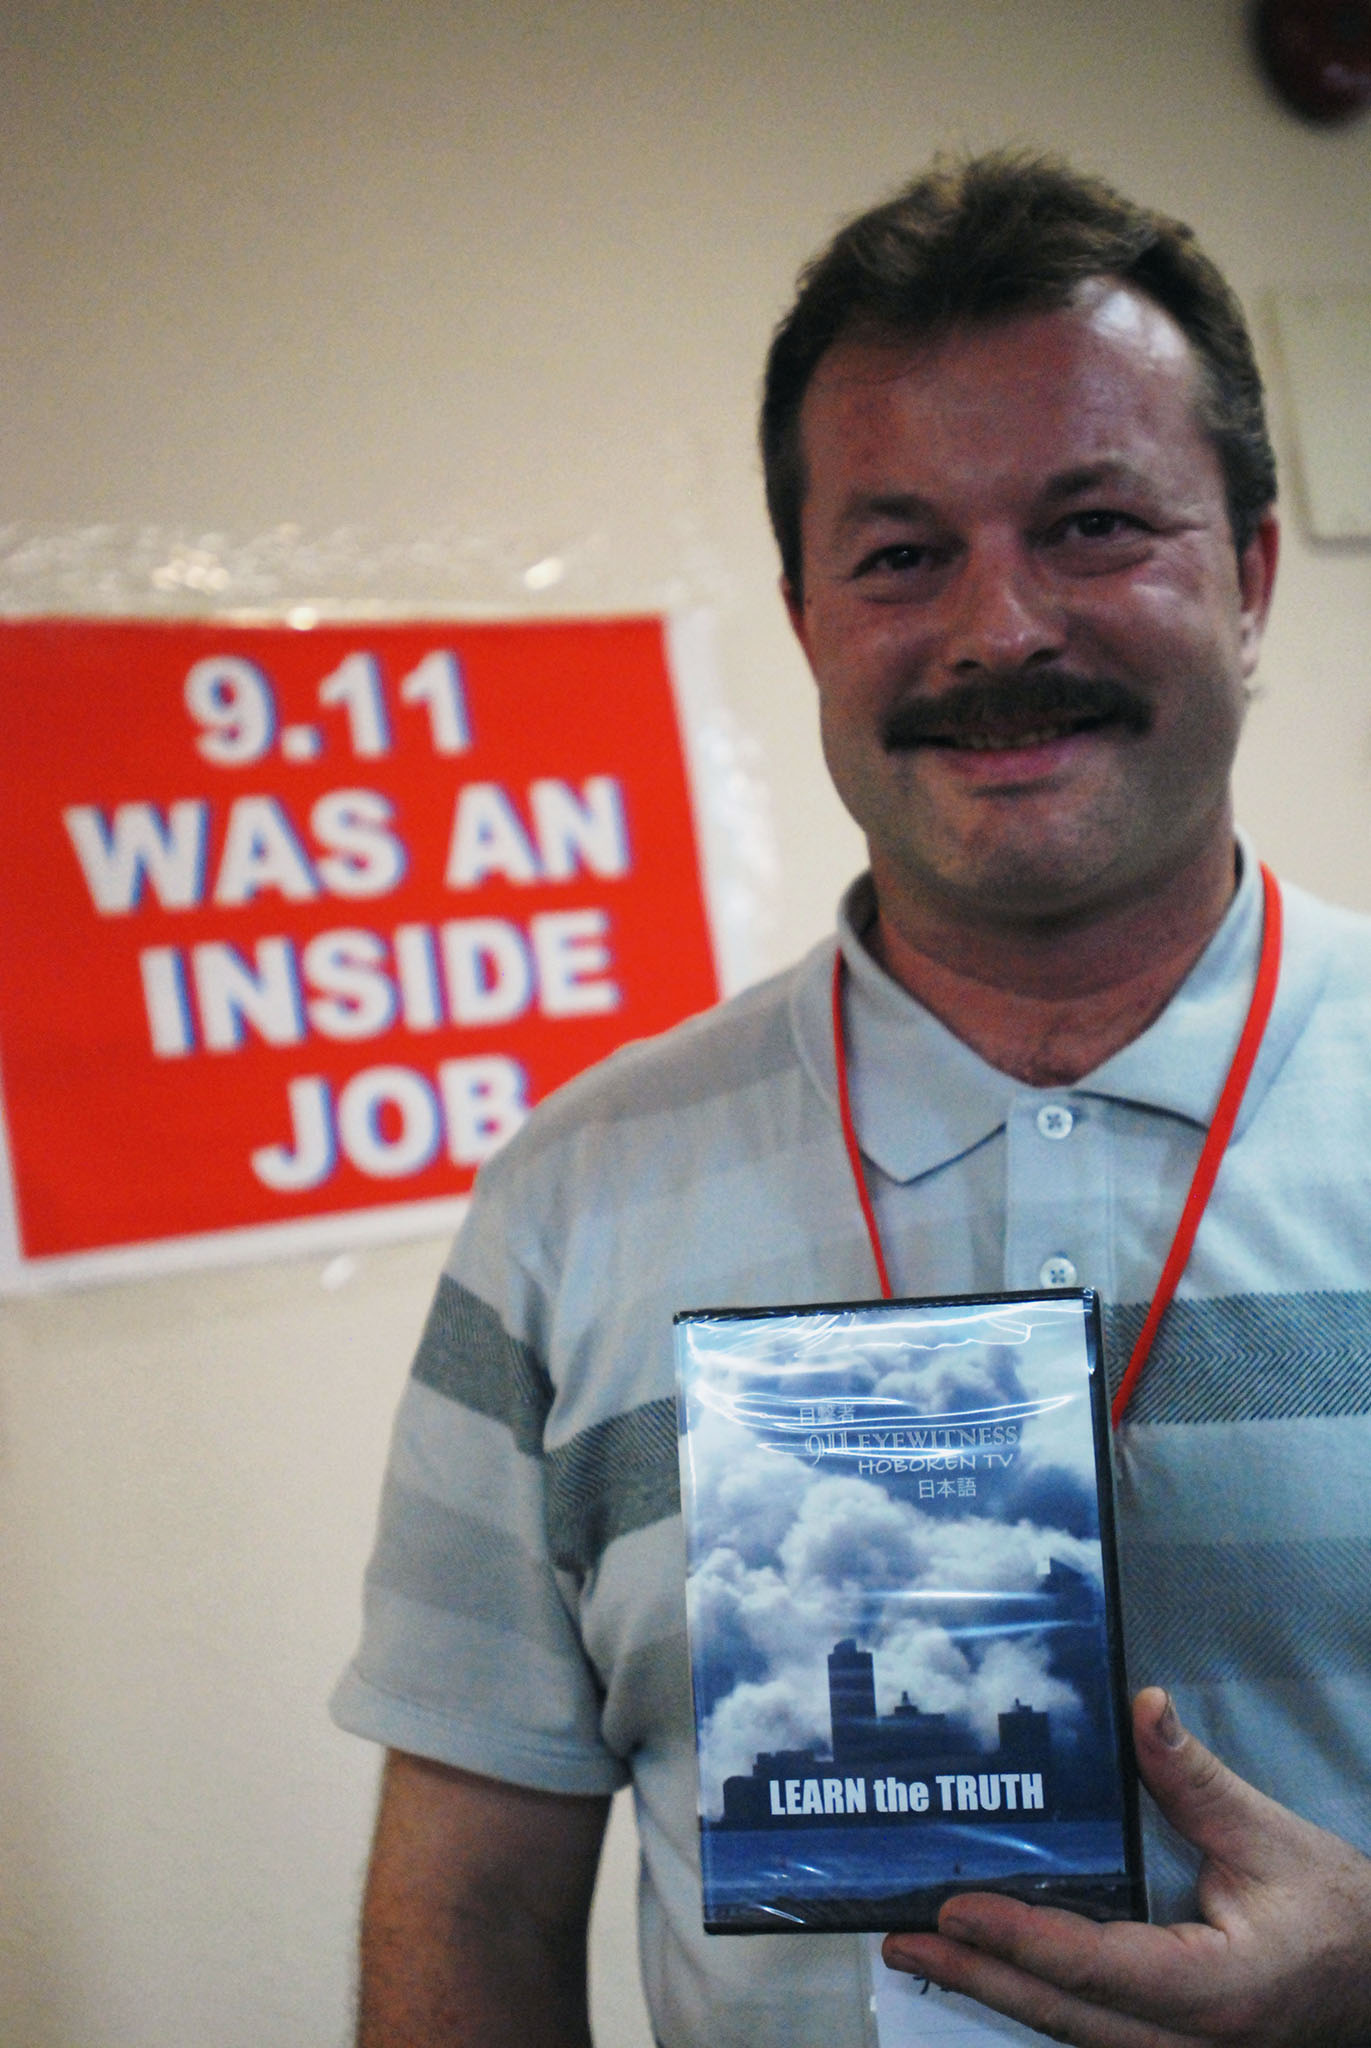 9.11
WAS AN
INSIDE
JOB
目撃者
911 EYEWITNESS
HOBOKEN TV
日本語
LEARN the TRUTH